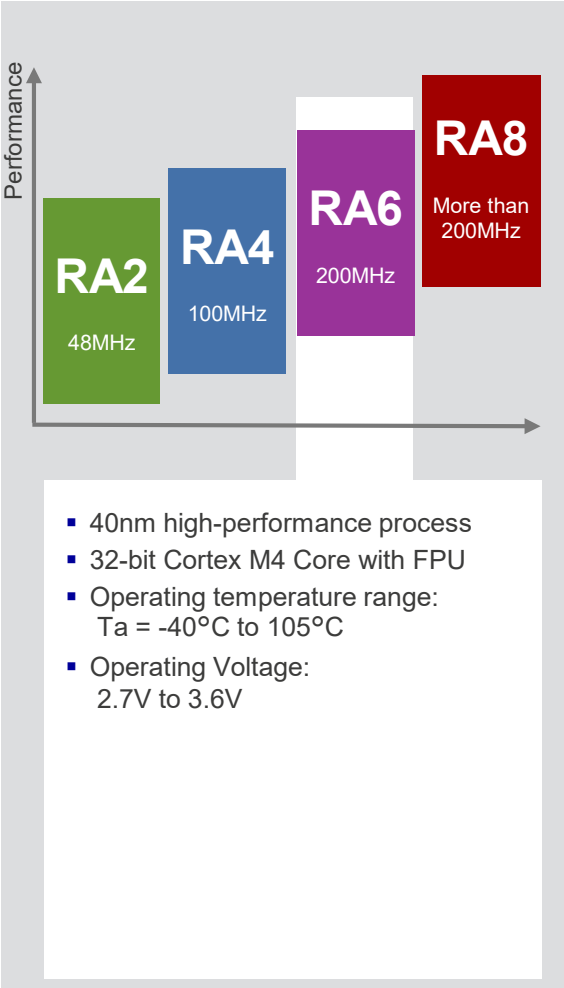 Performance
RA2
48MHz
RA4
100MHz
RA6
200MHz
RA8
More than
200MHz
▪ 40nm high-performance process
▪ 32-bit Cortex M4 Core with FPU
▪ Operating temperature range:
Ta = -40°C to 105°C
▪ Operating Voltage:
2.7V to 3.6V